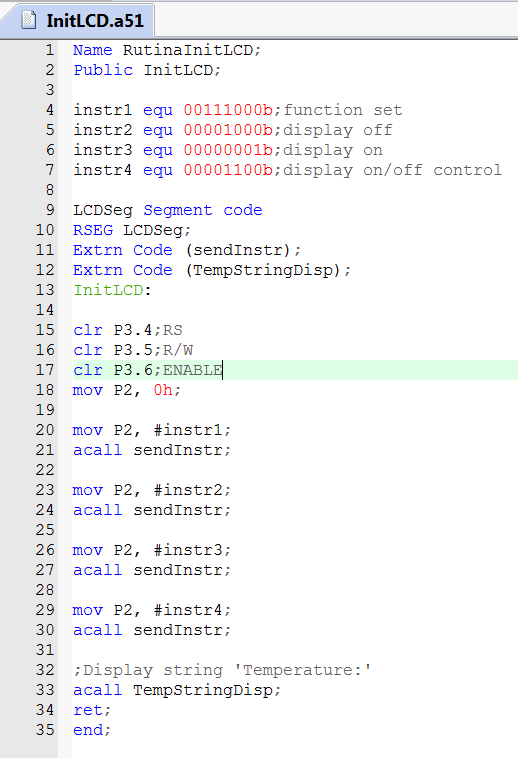 InitLCD.a51
1 Name RutinaInitLCD;
2 Public InitLCD;
3
4 instr1 equ 00111000b;function set
5 instr2 equ 00001000b;display off
6 instr3 equ 00000001b;display on
7 instr4 equ 00001100b;display on/off control
8
9 LCDSeg Segment code
10 RSEG LCDSeg;
11 Extrn Code (sendInstr);
12 Extrn Code (TempStringDisp);
13 InitLCD:
14
15 clr P3.4;RS
16 clr P3.5;R/W
17 clr P3.6;ENABLE
18 mov P2, 0h;
19
20 mov P2, #instr1;
21 acall sendInstr;
22
23 mov P2, #instr2;
24 acall sendInstr;
25
26 mov P2, #instr3;
27 acall sendInstr;
28
29 mov P2, #instr4;
30 acall sendInstr;
31
32 ;Display string 'Temperature:'
33 acall TempStringDisp;
34 ret;
35 end;